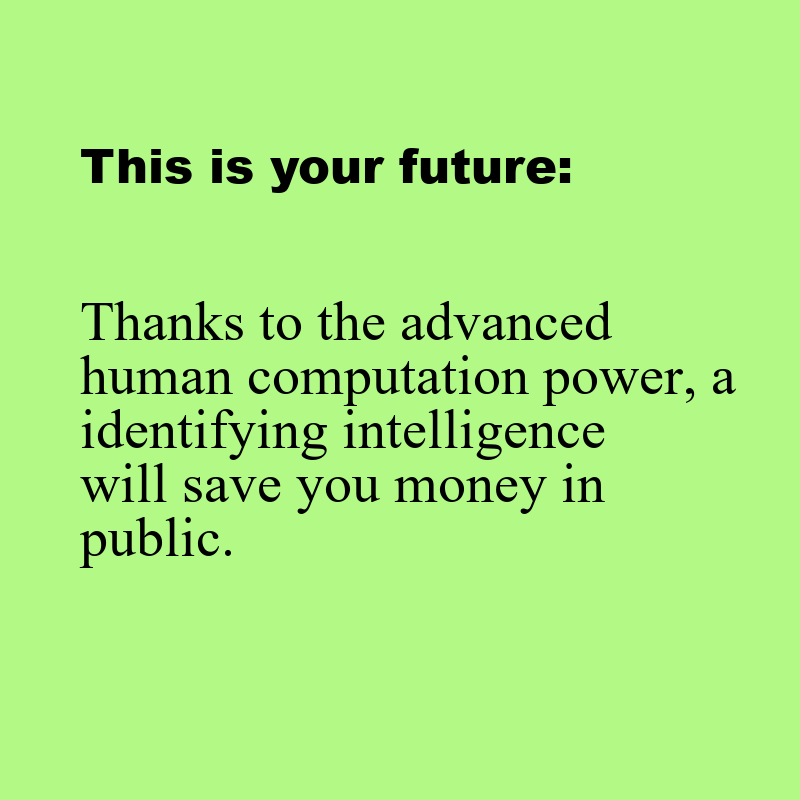 This is your future:
Thanks to the advanced
human computation power, a
identifying intelligence
will save you money in
public.